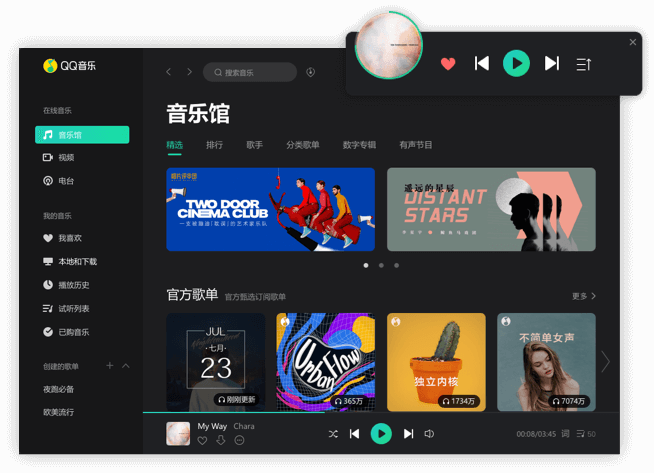 QQ音乐
搜索音乐
在线音乐
音乐馆
视频
电台
我的音乐
我喜欢
本地和下载
播放历史
试听列表
已购音乐
创建的歌单
夜跑必备
欧美流行
音乐馆
精选 排行 歌手 分类歌单 数字专辑 有声节目
TWO DOOR
CINEMA CLUB
遥远的星辰
DISTANT
STARS
官方歌单 官方甄选订阅歌单
更多
JUL
七月
23
刚刚更新
Urban Flow
365万
独立内核
1734万
不简单女声
7074万
My Way Chara
00:08/03:45 词 50